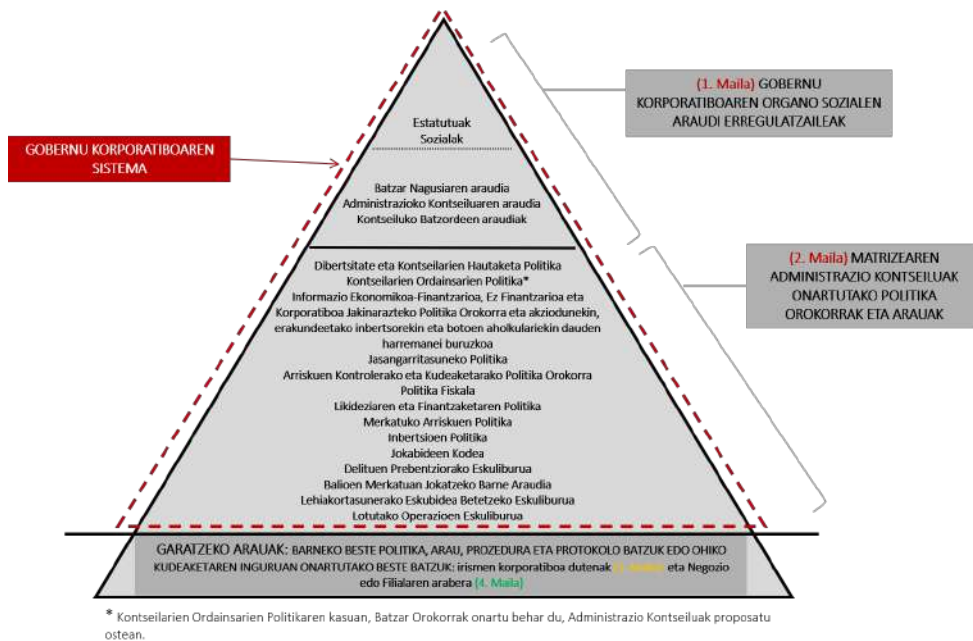 (1. Maila) GOBERNU
KORPORATIBOAREN ORGANO SOZIALEN
ARAUDI ERREGULATZAILEAK
Estatutuak
Sozialak
GOBERNU KORPORATIBOAREN
SISTEMA
Batzar Nagusiaren araudia
Administrazioko Kontseiluaren araudia
Kontseiluko Batzordeen araudiak
(2. Maila) MATRIZEAREN
ADMINISTRAZIO KONTSEILUAK
ONARTUTAKO POLITIKA
OROKORRAK ETA ARAUAK
Dibertsitate eta Kontseilarien Hautaketa Politika
Kontseilarien Ordainsarien Politika*
Informazio Ekonomikoa-Finantzarioa, Ez Finantzarioa eta
Korporatiboa Jakinarazteko Politika Orokorra eta akziodunekin,
erakundeetako inbertsorekin eta botoen aholkulariekin dauden
harremanei buruzkoa
Jasangarritasuneko Politika
Arriskuen Kontrolerako eta Kudeaketarako Politika Orokorra
Politika Fiskala
Likideziaren eta Finantzaketaren Politika
Merkatuko Arriskuen Politika
Inbertsioen Politika
Jokabideen Kodea
Delituen Prebentziorako Eskuliburua
Balioen Merkatuan Jokatzeko Barne Araudia
Lehiakortasunerako Eskubidea Betetzeko Eskuliburua
Lotutako Operazioen Eskuliburua
GARATZEKO ARAUAK: BARNEKO BESTE POLITIKA, ARAU, PROZEDURA ETA PROTOKOLO BATZUK EDO OHIKO
KUDEAKETAREN INGURUAN ONARTUTAKO BESTE BATZUK: irismen korporatiboa dutenak eta Negozio
edo Filialaren arabera (4. Maila)
* Kontseilarien Ordainsarien Politikaren kasuan, Batzar Orokorrak onartu behar du, Administrazio Kontseiluak proposatu
ostean.